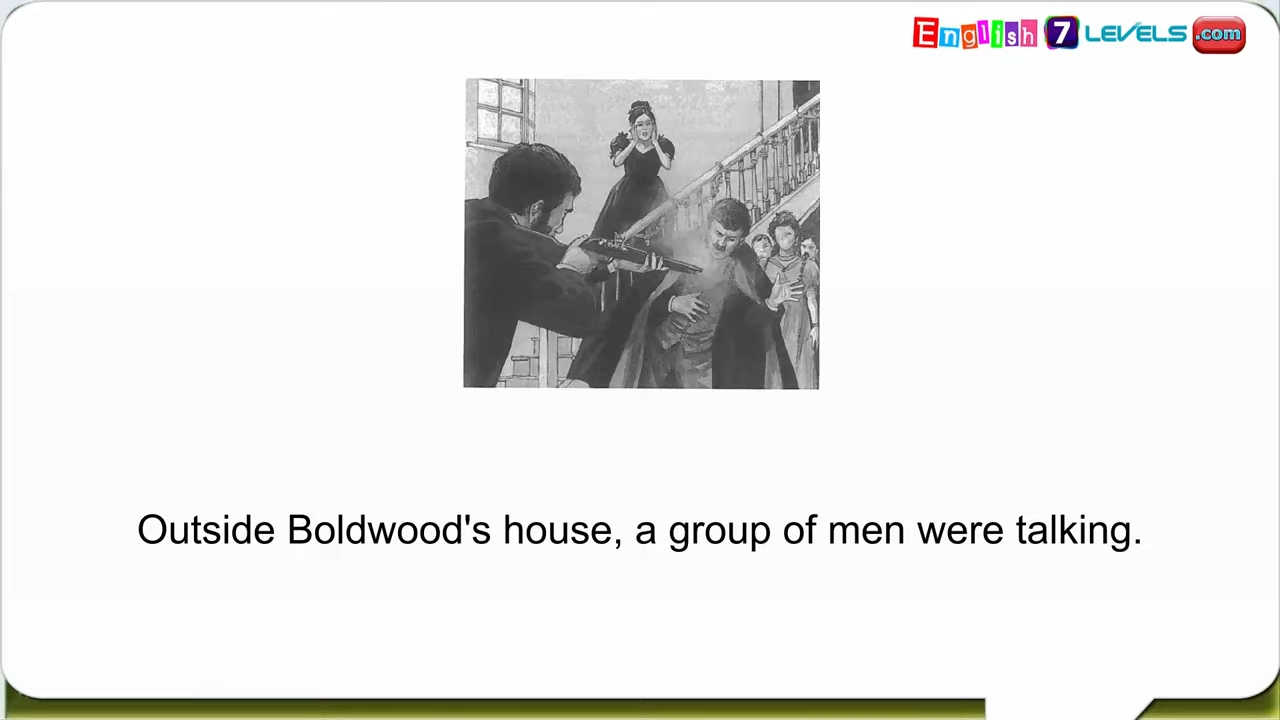 English 7 LEVELS .com
Outside Boldwood's house, a group of men were talking.